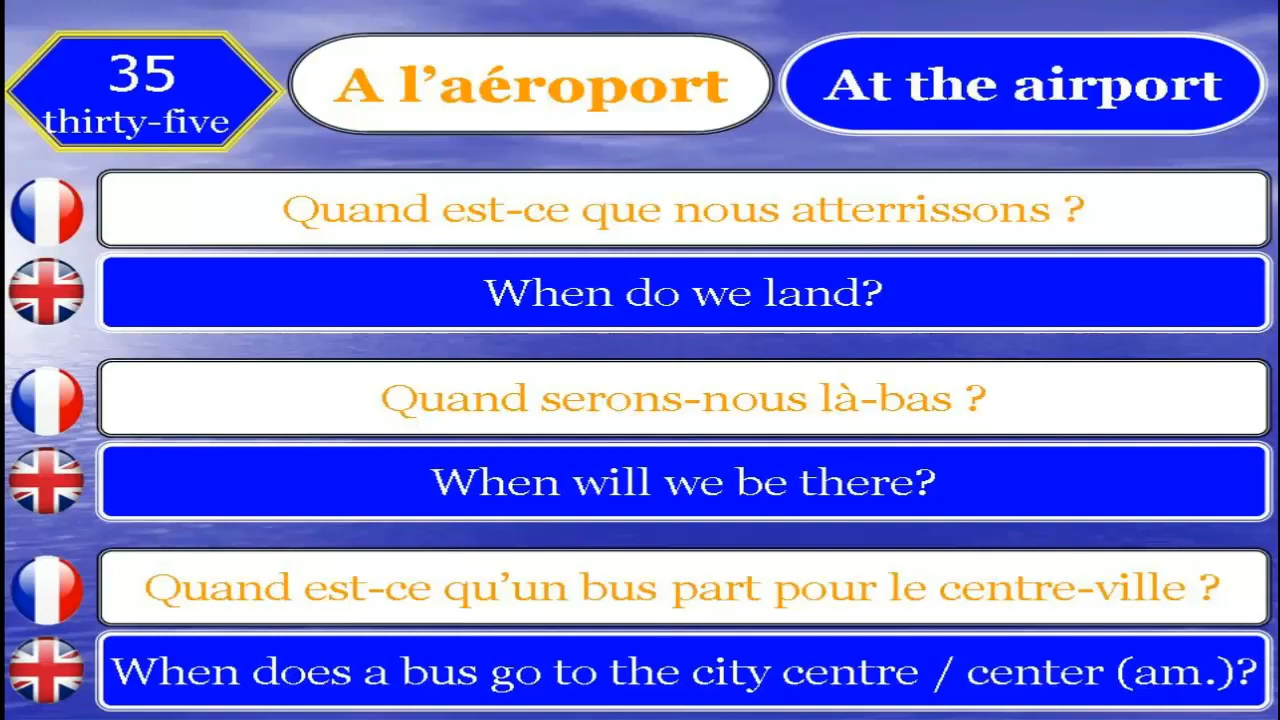 35
thirty-five
A l’aéroport
At the airport
Quand est-ce que nous atterrissons ?
When do we land?
Quand serons-nous là-bas ?
When will we be there?
Quand est-ce qu’un bus part pour le centre-ville ?
When does a bus go to the city centre / center (am.)?